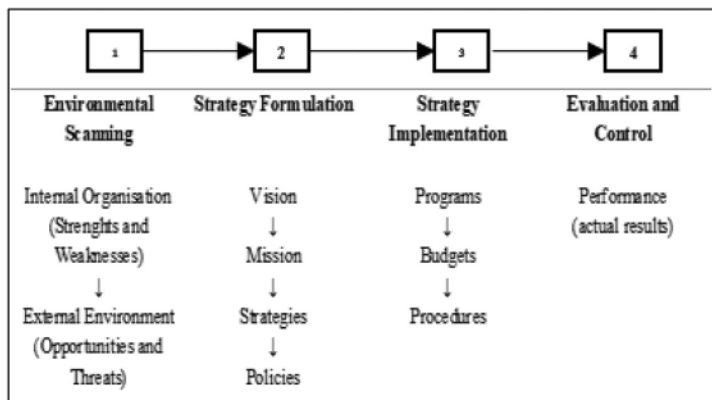 1
2
3
4
Environmental
Scanning
Strategy Formulation
Strategy
Implementation
Evaluation and
Control
Internal Organisation
(Strenghts and
Weaknesses)
↓
External Environment
(Opportunities and
Threats)
Vision
↓
Mission
↓
Strategies
↓
Policies
Programs
↓
Budgets
↓
Procedures
Performance
(actual results)